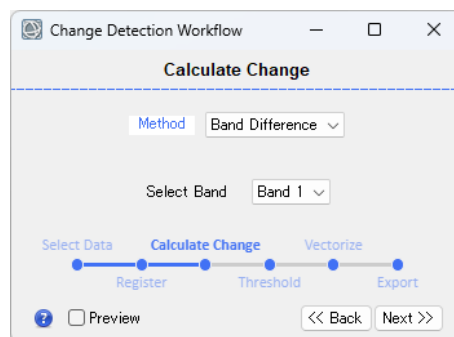 Change Detection Workflow
Calculate Change
Method Band Difference
Select Band Band 1
Select Data Calculate Change Vectorize
Register Threshold Export
? Preview << Back Next >>